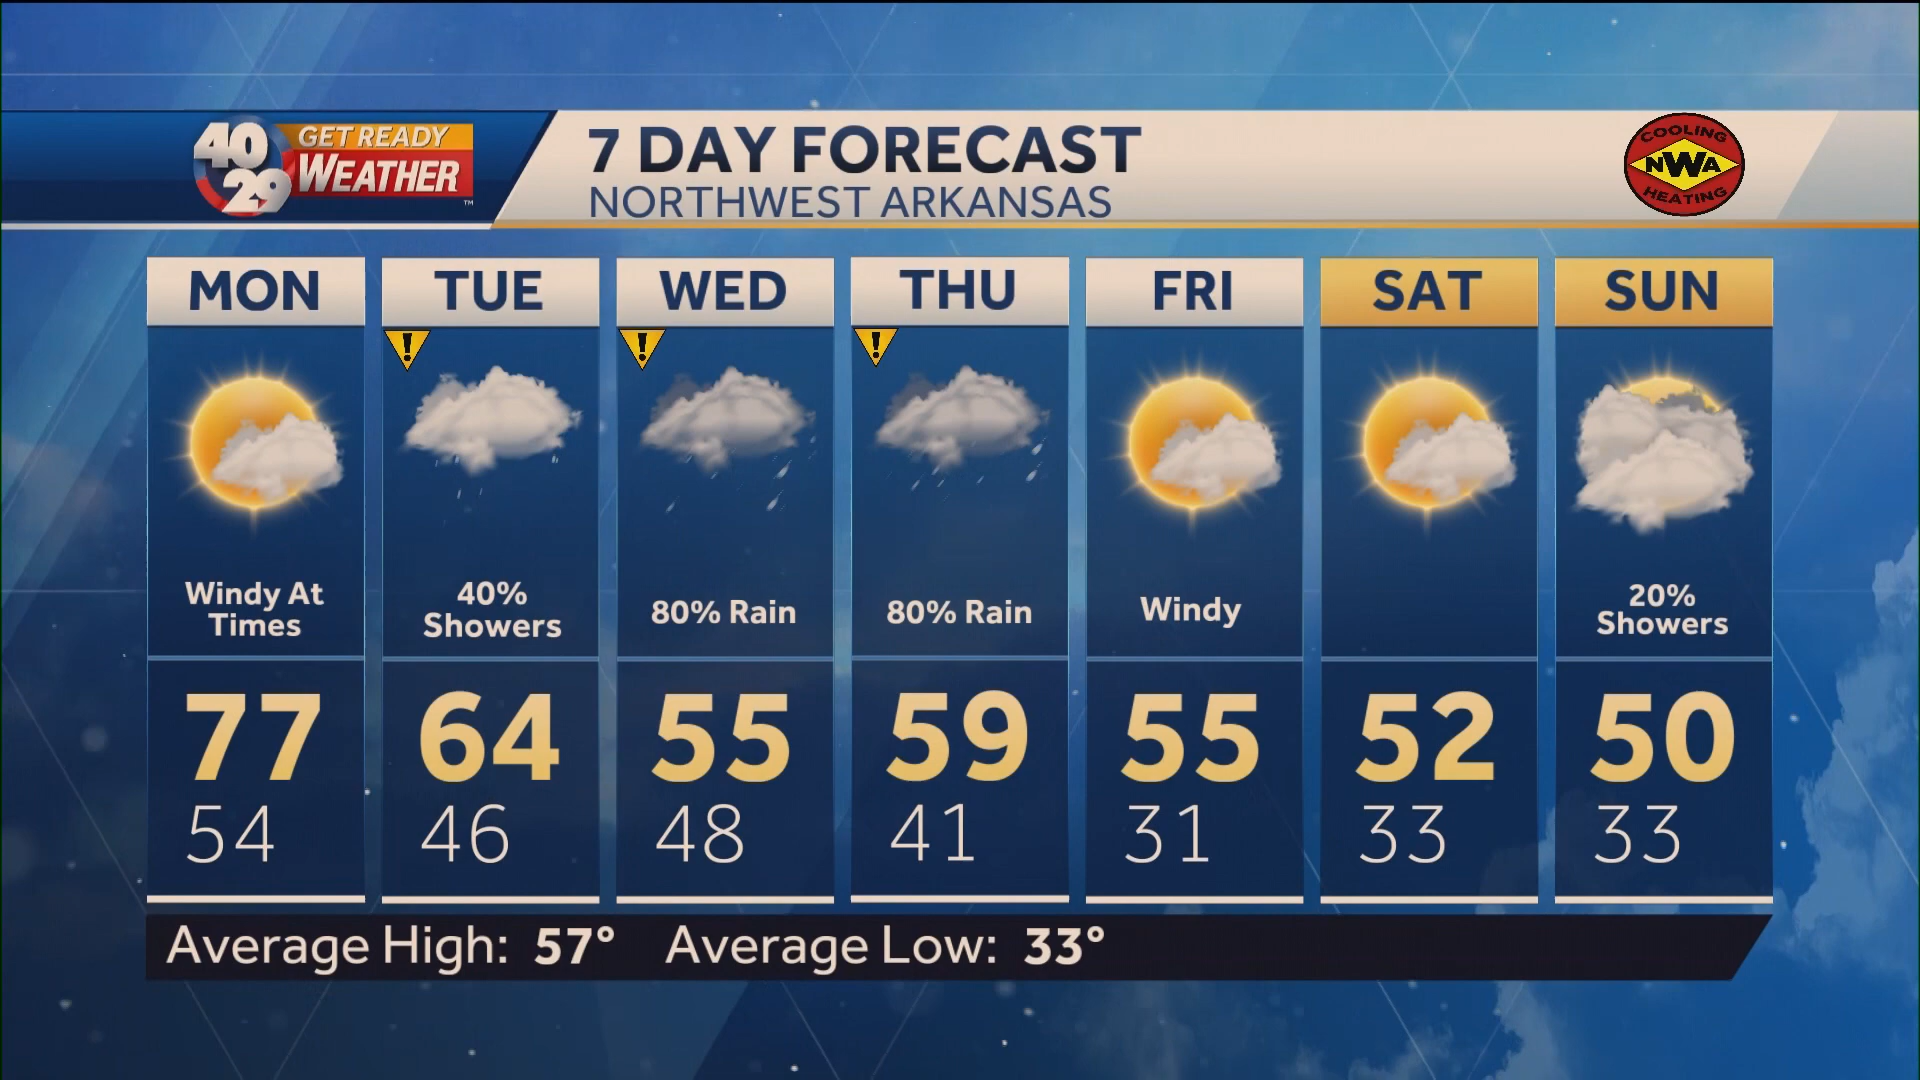 40
29
GET READY
WEATHER
™
7 DAY FORECAST
NORTHWEST ARKANSAS
COOLING
NWA
HEATING
MON
TUE
WED
THU
FRI
SAT
SUN
!
!
!
Windy At
Times
40%
Showers
80% Rain
80% Rain
Windy
20%
Showers
77
64
55
59
55
52
50
54
46
48
41
31
33
33
Average High: 57° Average Low: 33°